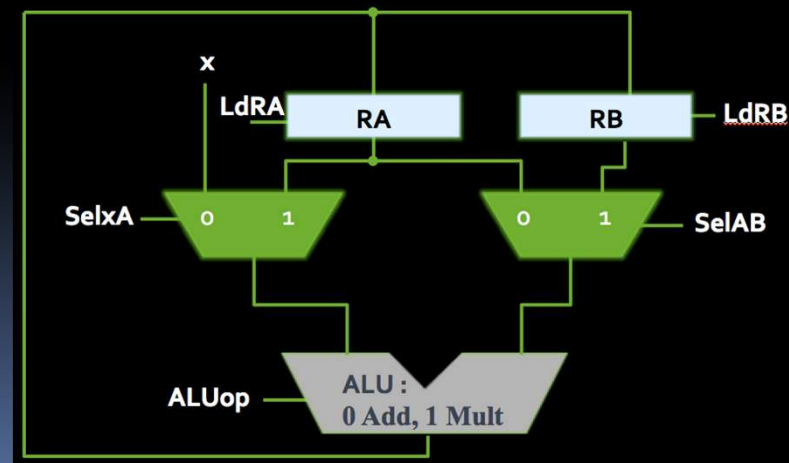 x
LdRA
RA
RB
LdRB
SelxA
0 1
0 1
SelAB
ALUop
ALU :
0 Add, 1 Mult